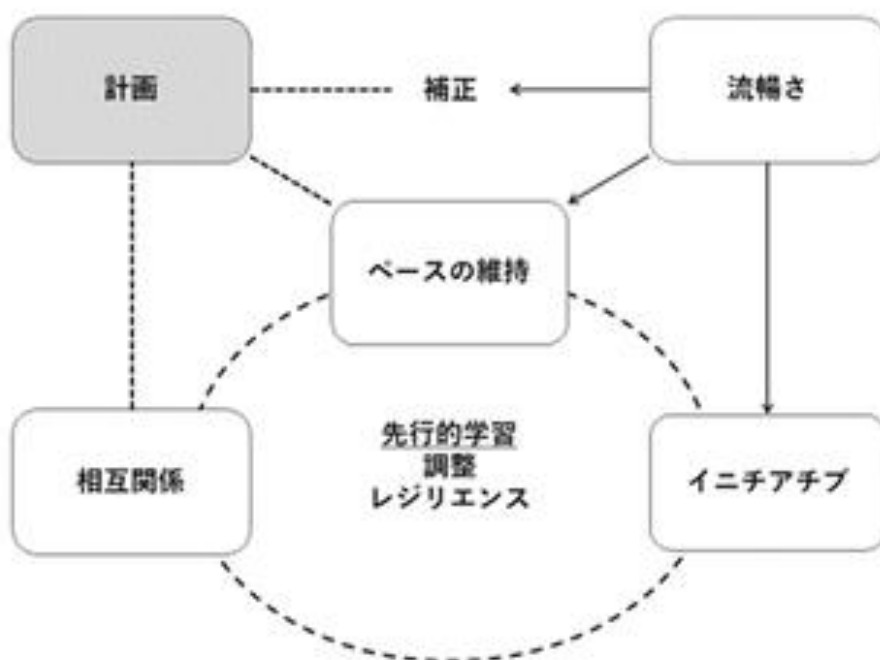 計画
補正
流暢さ
ペースの維持
先行的学習
調整
レジリエンス
相互関係
イニチアチブ